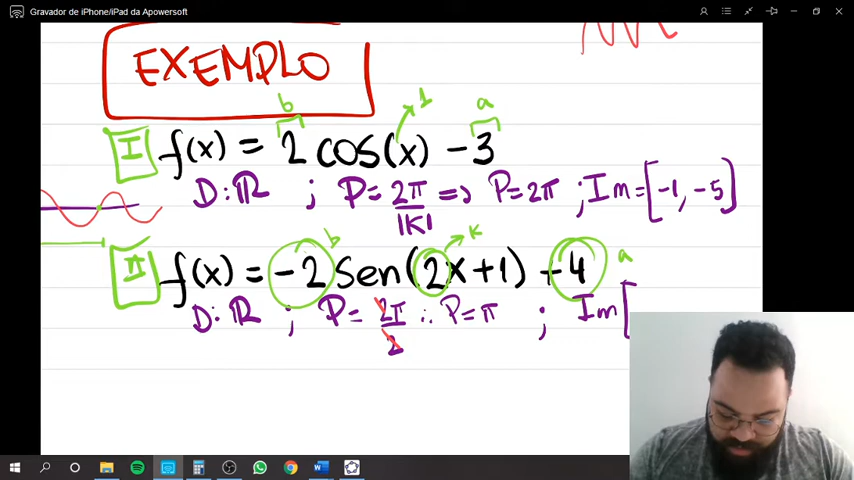 Gravador de iPhone/iPad da Apowersoft
EXEMPLO
b 1 a
I f(x) = 2 cos(x) - 3
D: ℝ ; P = 2π/|K| => P = 2π ; Im = [-1, -5]
b K a
II f(x) = -2 Sen(2x+1) + 4
D: ℝ ; P = 2π/2 ∴ P = π ; Im [